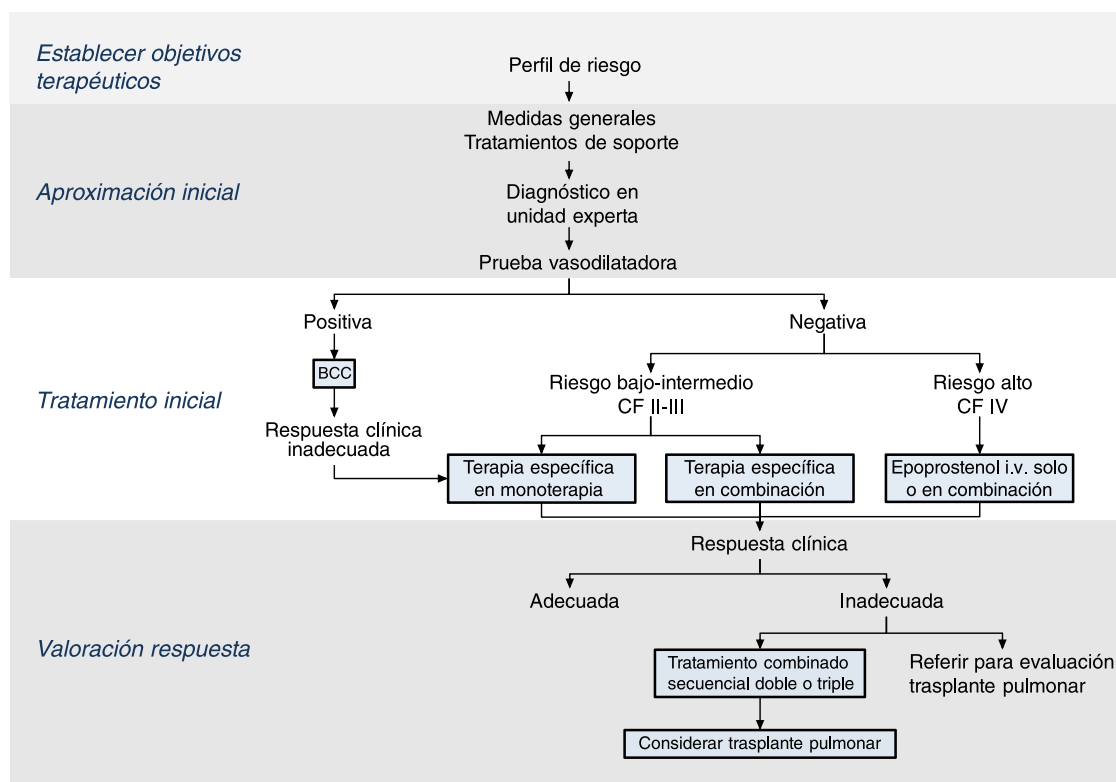 Establecer objetivos
terapéuticos
Perfil de riesgo
Medidas generales
Tratamientos de soporte
Aproximación inicial
Diagnóstico en
unidad experta
Prueba vasodilatadora
Positiva
Negativa
BCC
Riesgo bajo-intermedio
CF II-III
Riesgo alto
CF IV
Tratamiento inicial
Respuesta clínica
inadecuada
Terapia específica
en monoterapia
Terapia específica
en combinación
Epoprostenol i.v. solo
o en combinación
Respuesta clínica
Adecuada
Inadecuada
Valoración respuesta
Tratamiento combinado
secuencial doble o triple
Referir para evaluación
trasplante pulmonar
Considerar trasplante pulmonar